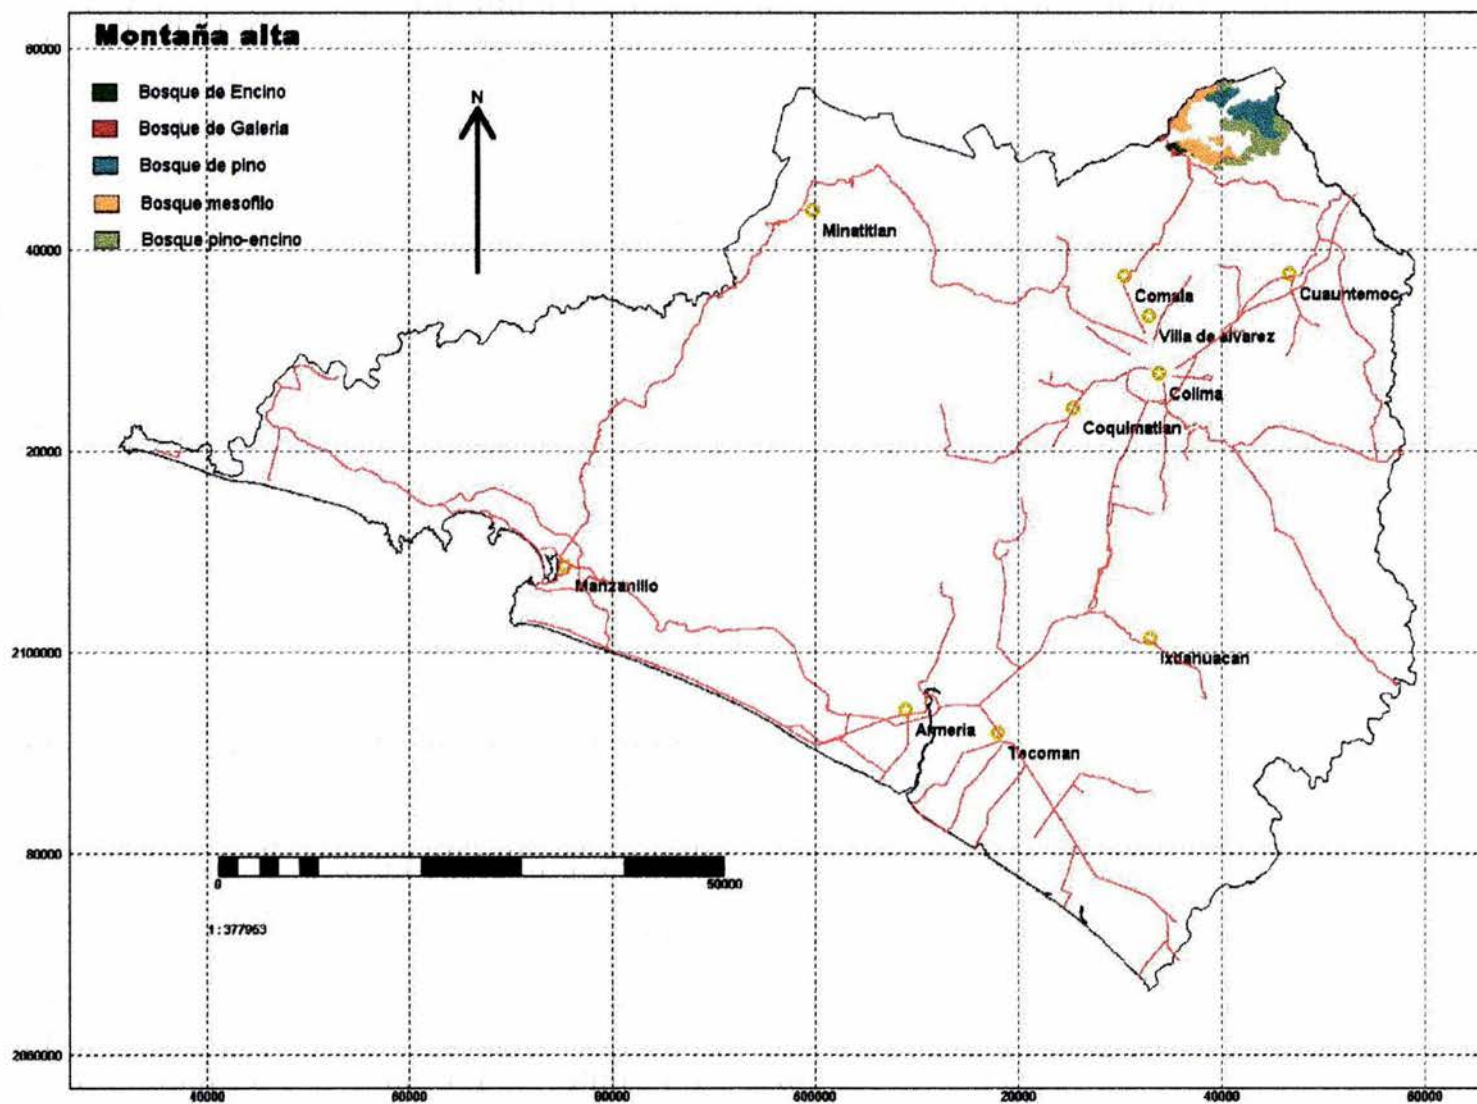 Montaña alta
Bosque de Encino
Bosque de Galeria
Bosque de pino
Bosque mesofilo
Bosque pino-encino
N
60000
40000
20000
2100000
80000
2060000
Minatitlan
Comala
Cuauntemoc
Villa de alvarez
Colima
Coquimatlan
Manzanillo
Ixtlahuacan
Armeria
Tecoman
0
50000
1 : 377953
40000
60000
80000
600000
20000
40000
60000